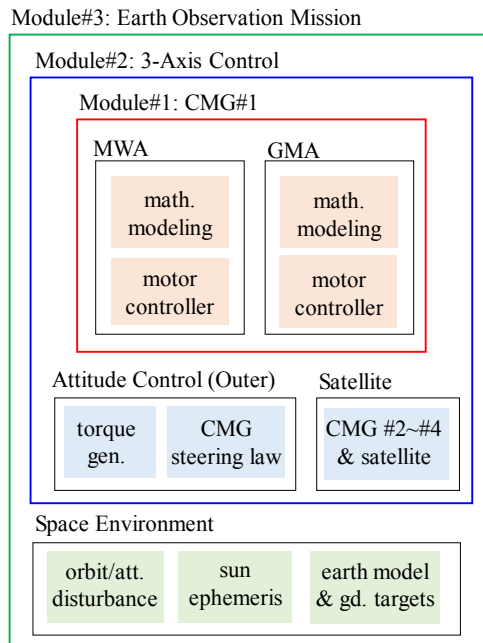 Module#3: Earth Observation Mission
Module#2: 3-Axis Control
Module#1: CMG#1
MWA
math.
modeling
motor
controller
GMA
math.
modeling
motor
controller
Attitude Control (Outer)
torque
gen.
CMG
steering law
Satellite
CMG #2~#4
& satellite
Space Environment
orbit/att.
disturbance
sun
ephemeris
earth model
& gd. targets